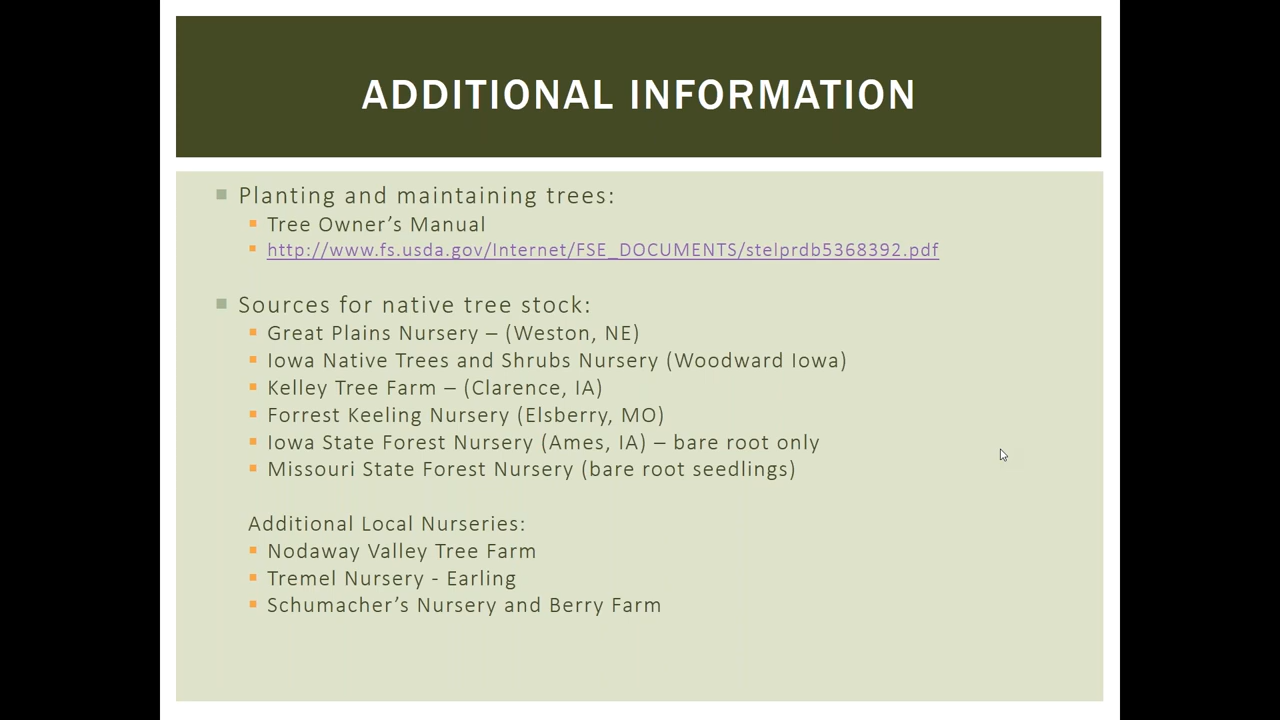 ADDITIONAL INFORMATION
Planting and maintaining trees:
Tree Owner’s Manual
http://www.fs.usda.gov/Internet/FSE_DOCUMENTS/stelprdb5368392.pdf
Sources for native tree stock:
Great Plains Nursery – (Weston, NE)
Iowa Native Trees and Shrubs Nursery (Woodward Iowa)
Kelley Tree Farm – (Clarence, IA)
Forrest Keeling Nursery (Elsberry, MO)
Iowa State Forest Nursery (Ames, IA) – bare root only
Missouri State Forest Nursery (bare root seedlings)
Additional Local Nurseries:
Nodaway Valley Tree Farm
Tremel Nursery - Earling
Schumacher’s Nursery and Berry Farm